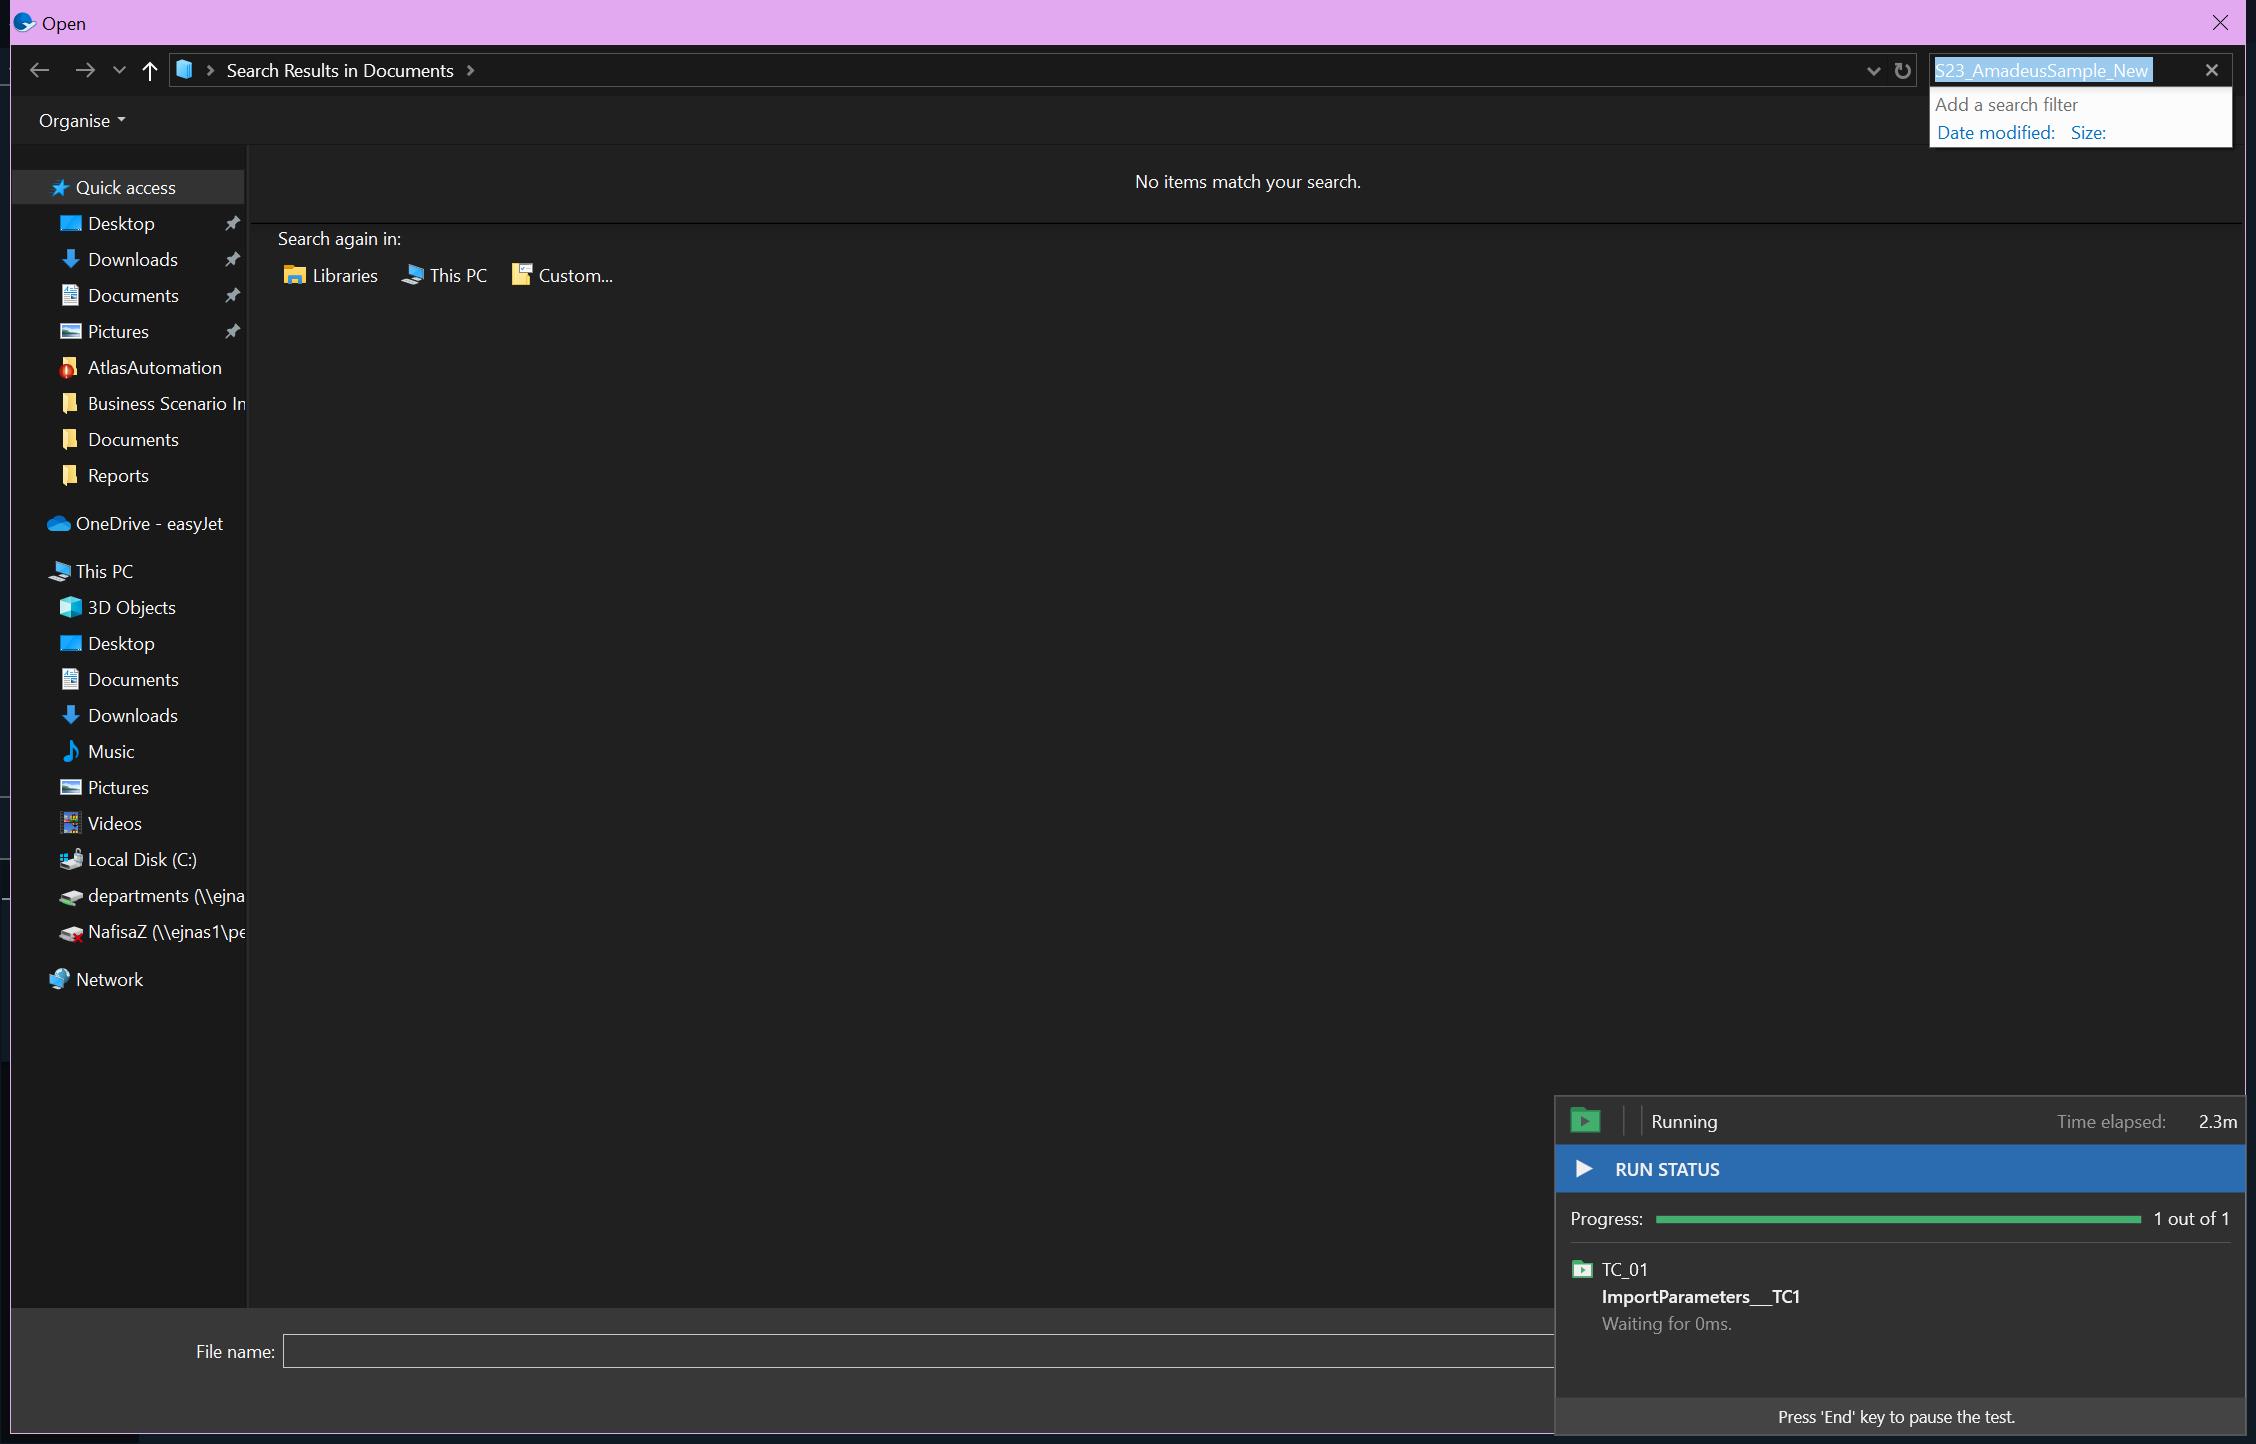 Open
Search Results in Documents
S23_AmadeusSample_New
Add a search filter
Date modified: Size:
Organise
No items match your search.
Search again in:
Libraries This PC Custom...
Quick access
Desktop
Downloads
Documents
Pictures
AtlasAutomation
Business Scenario In
Documents
Reports
OneDrive - easyJet
This PC
3D Objects
Desktop
Documents
Downloads
Music
Pictures
Videos
Local Disk (C:)
departments (\\ejna
NafisaZ (\\ejnas1\pe
Network
File name:
Running Time elapsed: 2.3m
RUN STATUS
Progress: 1 out of 1
TC_01
ImportParameters__TC1
Waiting for 0ms.
Press 'End' key to pause the test.